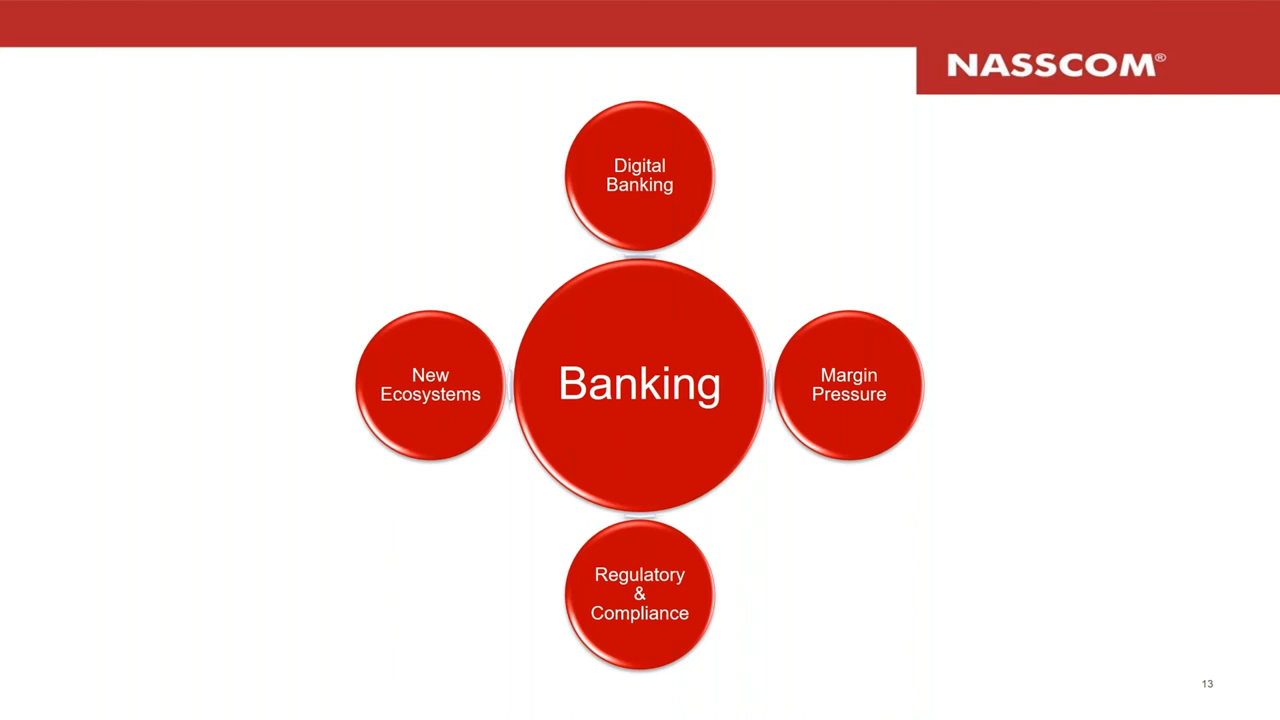 NASSCOM®
Digital
Banking
New
Ecosystems
Banking
Margin
Pressure
Regulatory
&
Compliance
13